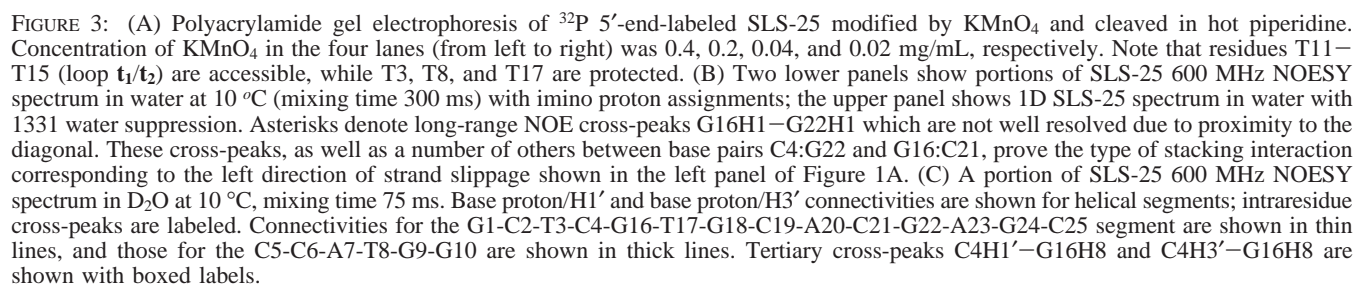 FIGURE 3: (A) Polyacrylamide gel electrophoresis of ³²P 5′-end-labeled SLS-25 modified by KMnO₄ and cleaved in hot piperidine.
Concentration of KMnO₄ in the four lanes (from left to right) was 0.4, 0.2, 0.04, and 0.02 mg/mL, respectively. Note that residues T11−
T15 (loop t₁/t₂) are accessible, while T3, T8, and T17 are protected. (B) Two lower panels show portions of SLS-25 600 MHz NOESY
spectrum in water at 10 °C (mixing time 300 ms) with imino proton assignments; the upper panel shows 1D SLS-25 spectrum in water with
1331 water suppression. Asterisks denote long-range NOE cross-peaks G16H1−G22H1 which are not well resolved due to proximity to the
diagonal. These cross-peaks, as well as a number of others between base pairs C4:G22 and G16:C21, prove the type of stacking interaction
corresponding to the left direction of strand slippage shown in the left panel of Figure 1A. (C) A portion of SLS-25 600 MHz NOESY
spectrum in D₂O at 10 °C, mixing time 75 ms. Base proton/H1′ and base proton/H3′ connectivities are shown for helical segments; intraresidue
cross-peaks are labeled. Connectivities for the G1-C2-T3-C4-G16-T17-G18-C19-A20-C21-G22-A23-G24-C25 segment are shown in thin
lines, and those for the C5-C6-A7-T8-G9-G10 are shown in thick lines. Tertiary cross-peaks C4H1′−G16H8 and C4H3′−G16H8 are
shown with boxed labels.